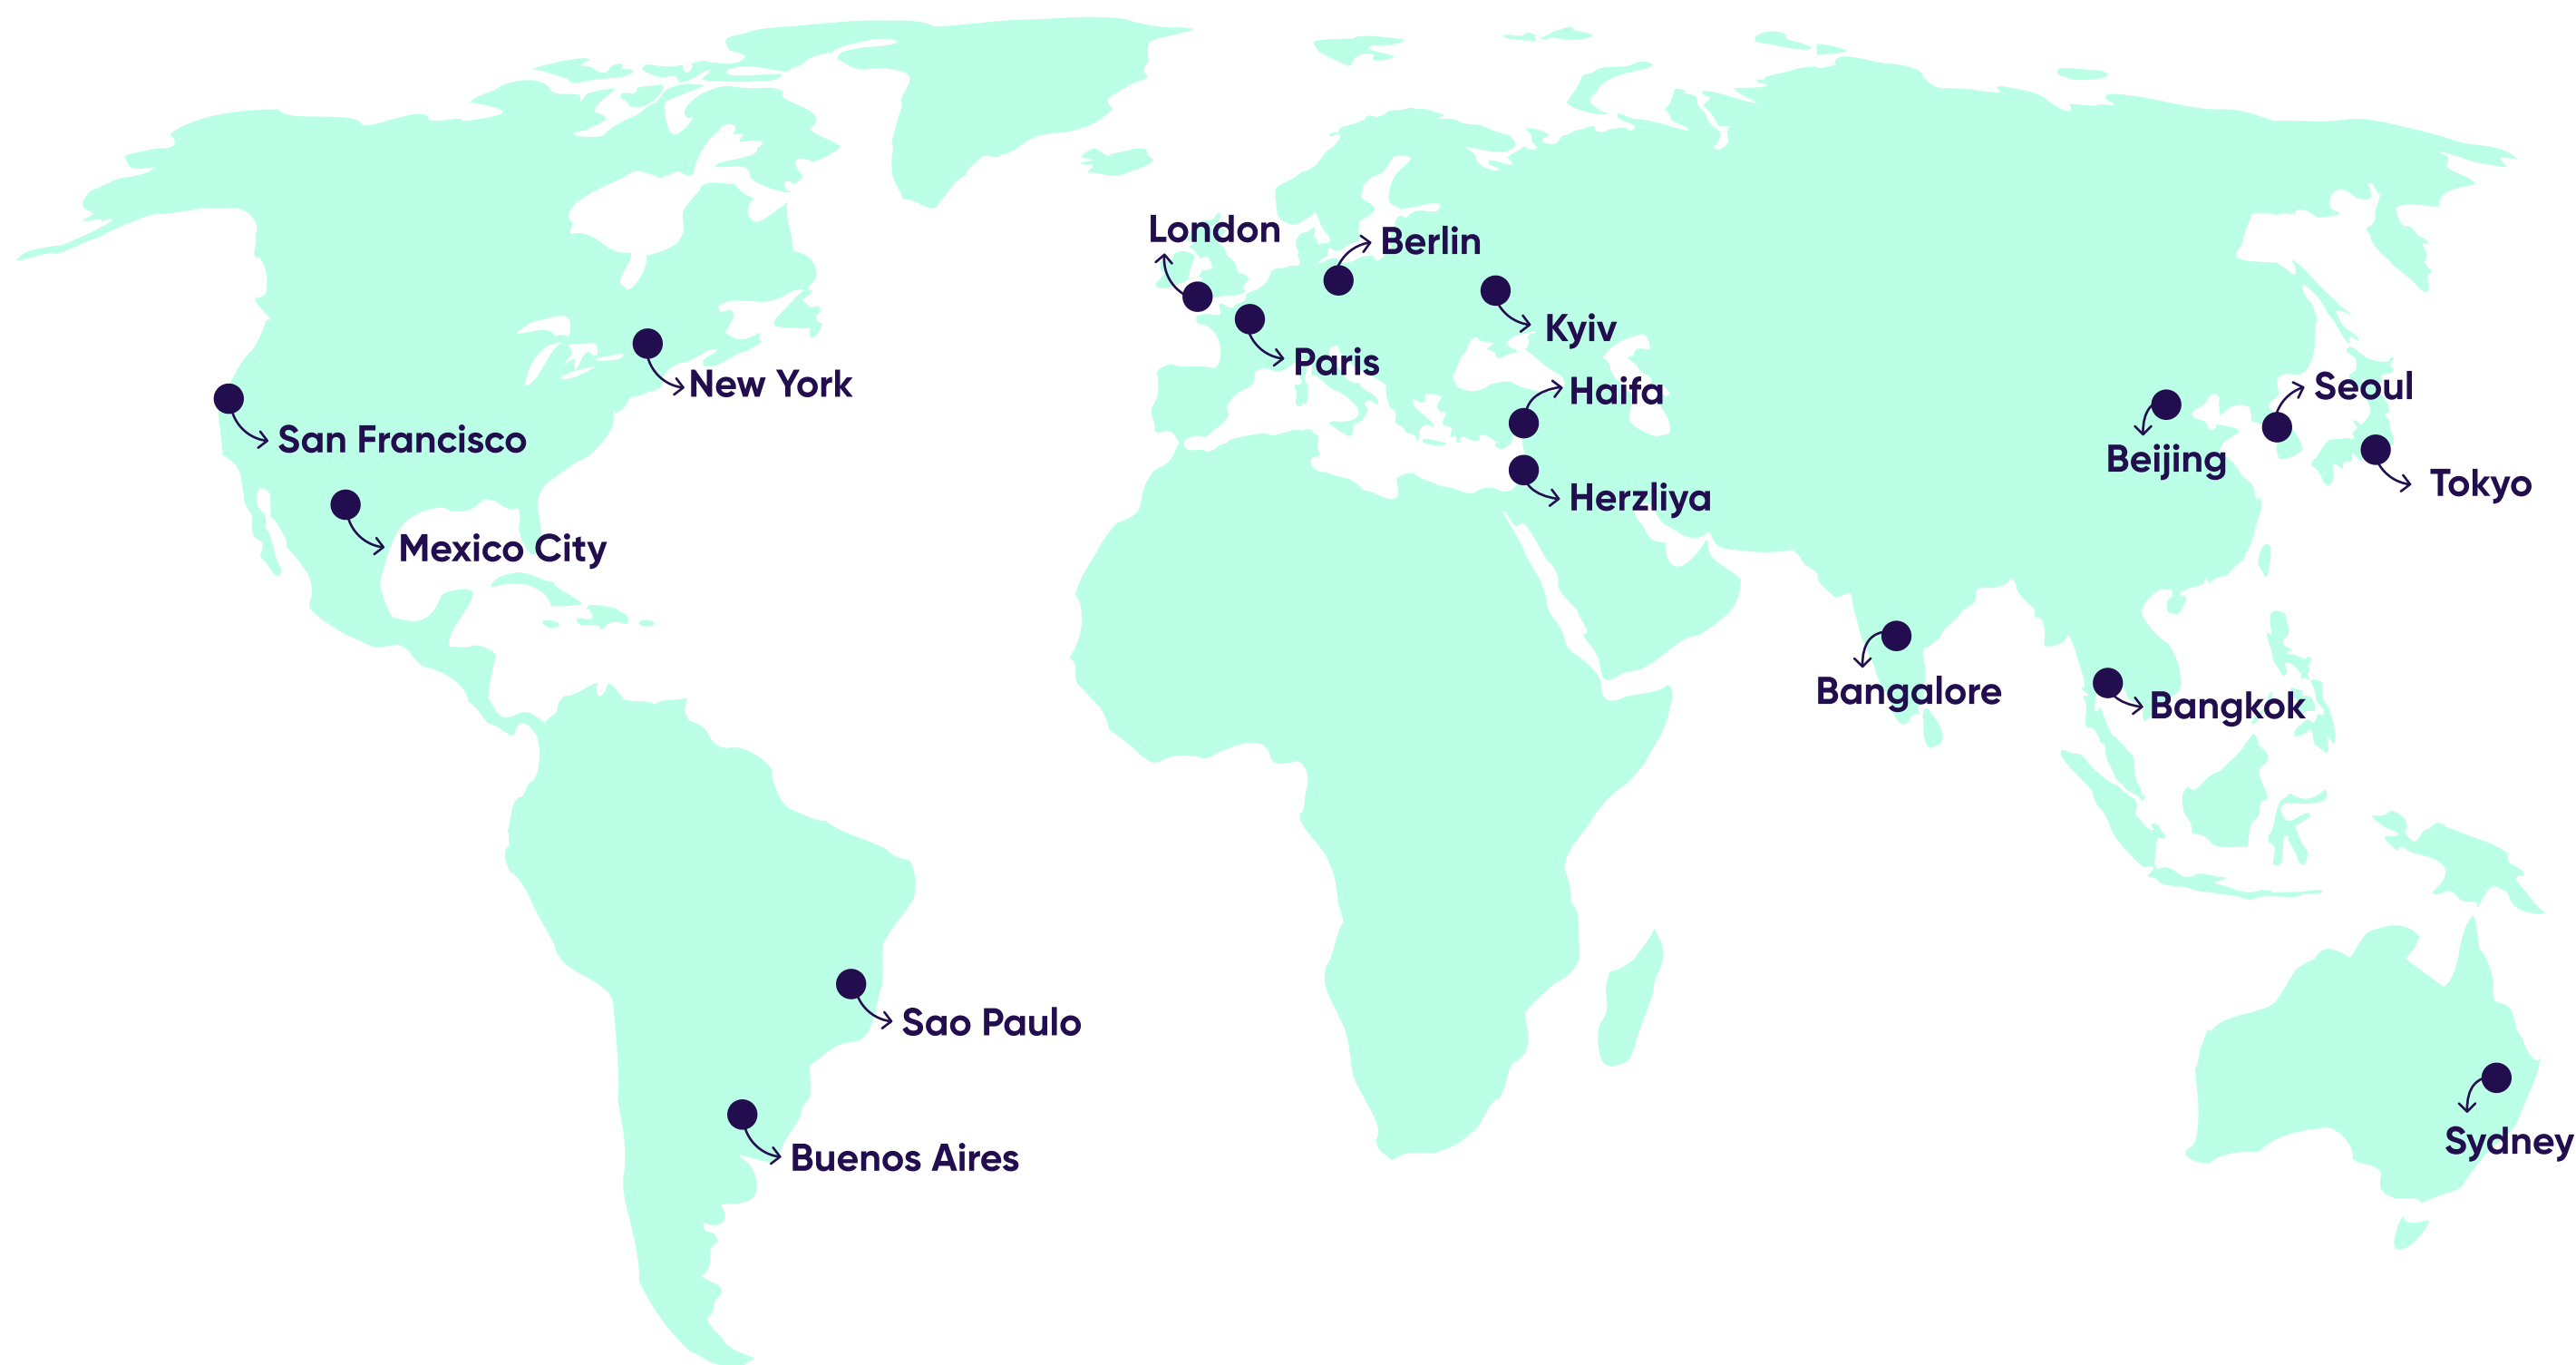 London
Berlin
Kyiv
Paris
New York
Haifa
Seoul
San Francisco
Beijing
Tokyo
Herzliya
Mexico City
Bangalore
Bangkok
Sao Paulo
Sydney
Buenos Aires